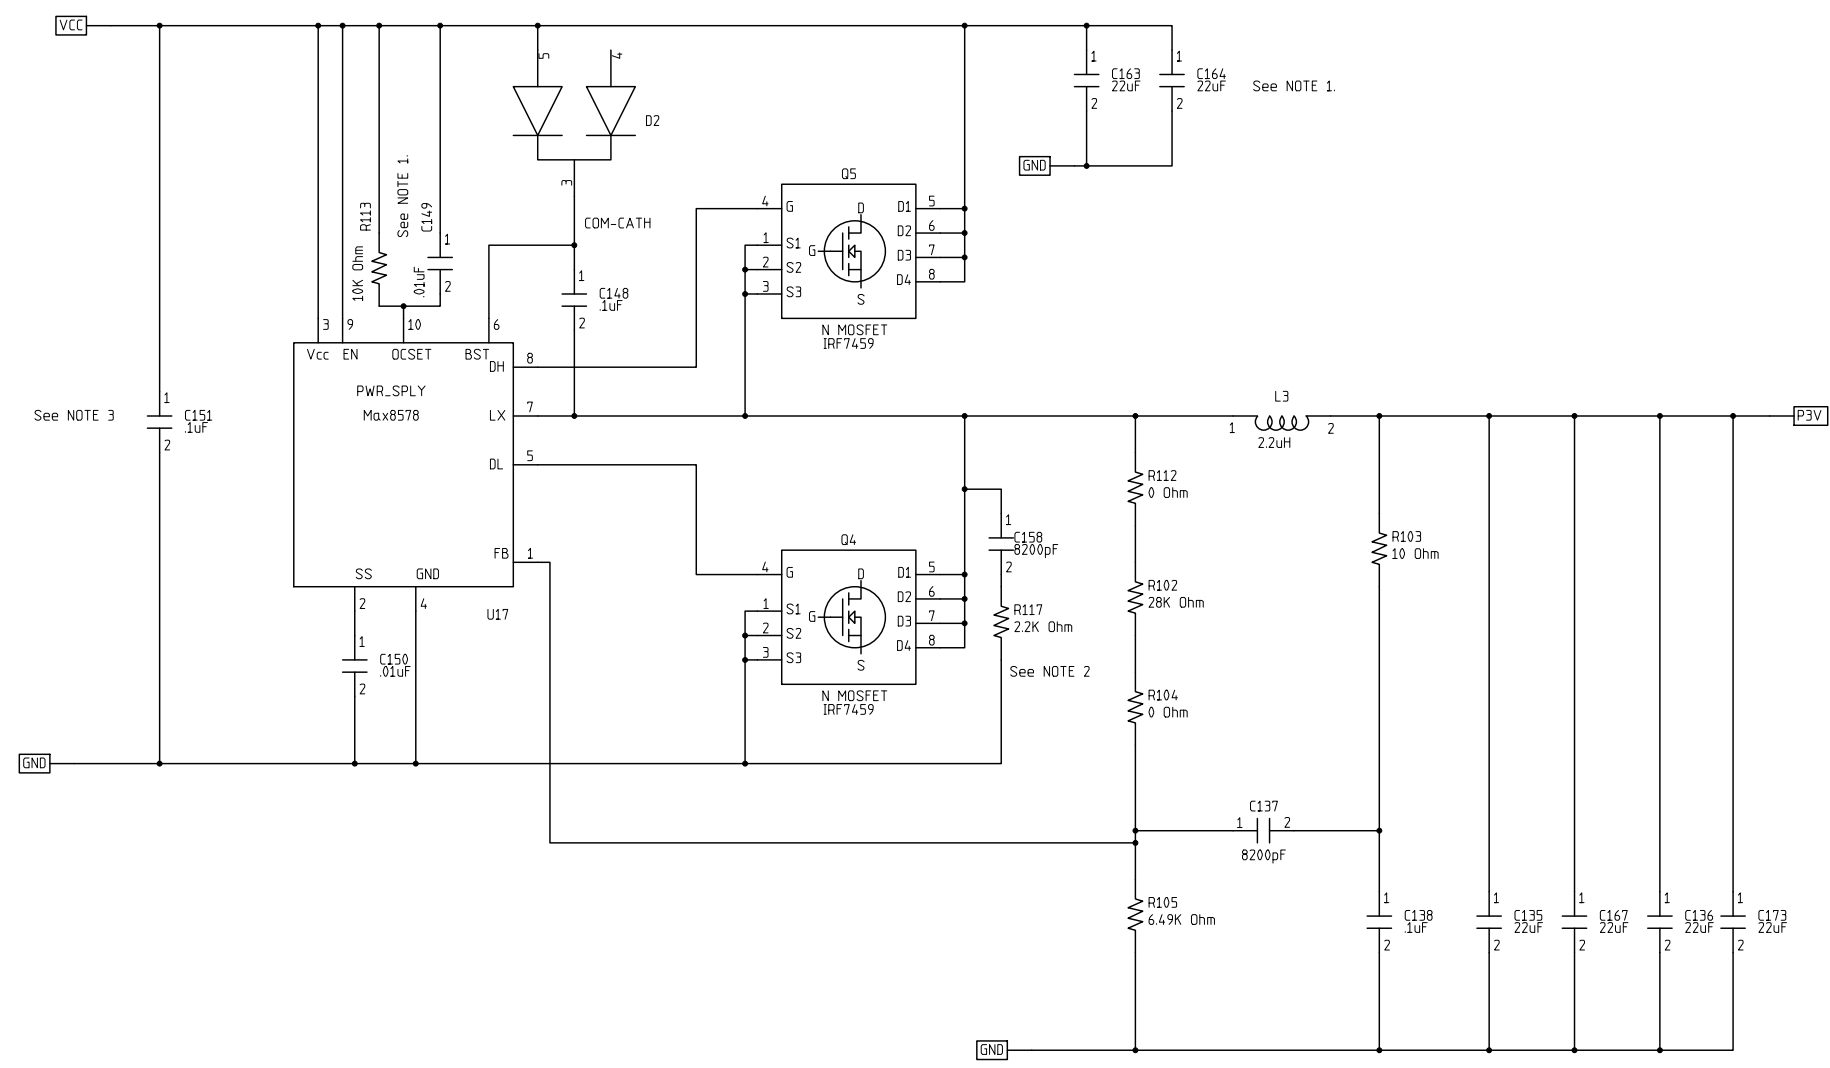 VCC
5
4
D2
3
COM-CATH
1
C163
22uF
2
1
C164
22uF
2
See NOTE 1.
GND
R113
10K Ohm
See NOTE 1.
C149
.01uF
1
2
1
C148
.1uF
2
Q5
4 G
1 S1
2 S2
3 S3
D
G
S
D1 5
D2 6
D3 7
D4 8
N MOSFET
IRF7459
3
9
10
6
Vcc
EN
OCSET
BST
DH
8
PWR_SPLY
Max8578
LX
7
DL
5
FB
1
SS
GND
2
4
U17
See NOTE 3
1
C151
.1uF
2
1
C150
.01uF
2
GND
L3
1
2
2.2uH
P3V
R112
0 Ohm
1
C158
8200pF
2
R117
2.2K Ohm
See NOTE 2
Q4
4 G
1 S1
2 S2
3 S3
D
G
S
D1 5
D2 6
D3 7
D4 8
N MOSFET
IRF7459
R103
10 Ohm
R102
28K Ohm
R104
0 Ohm
C137
1
2
8200pF
R105
6.49K Ohm
1
C138
.1uF
2
1
C135
22uF
2
1
C167
22uF
2
1
C136
22uF
2
1
C173
22uF
2
GND